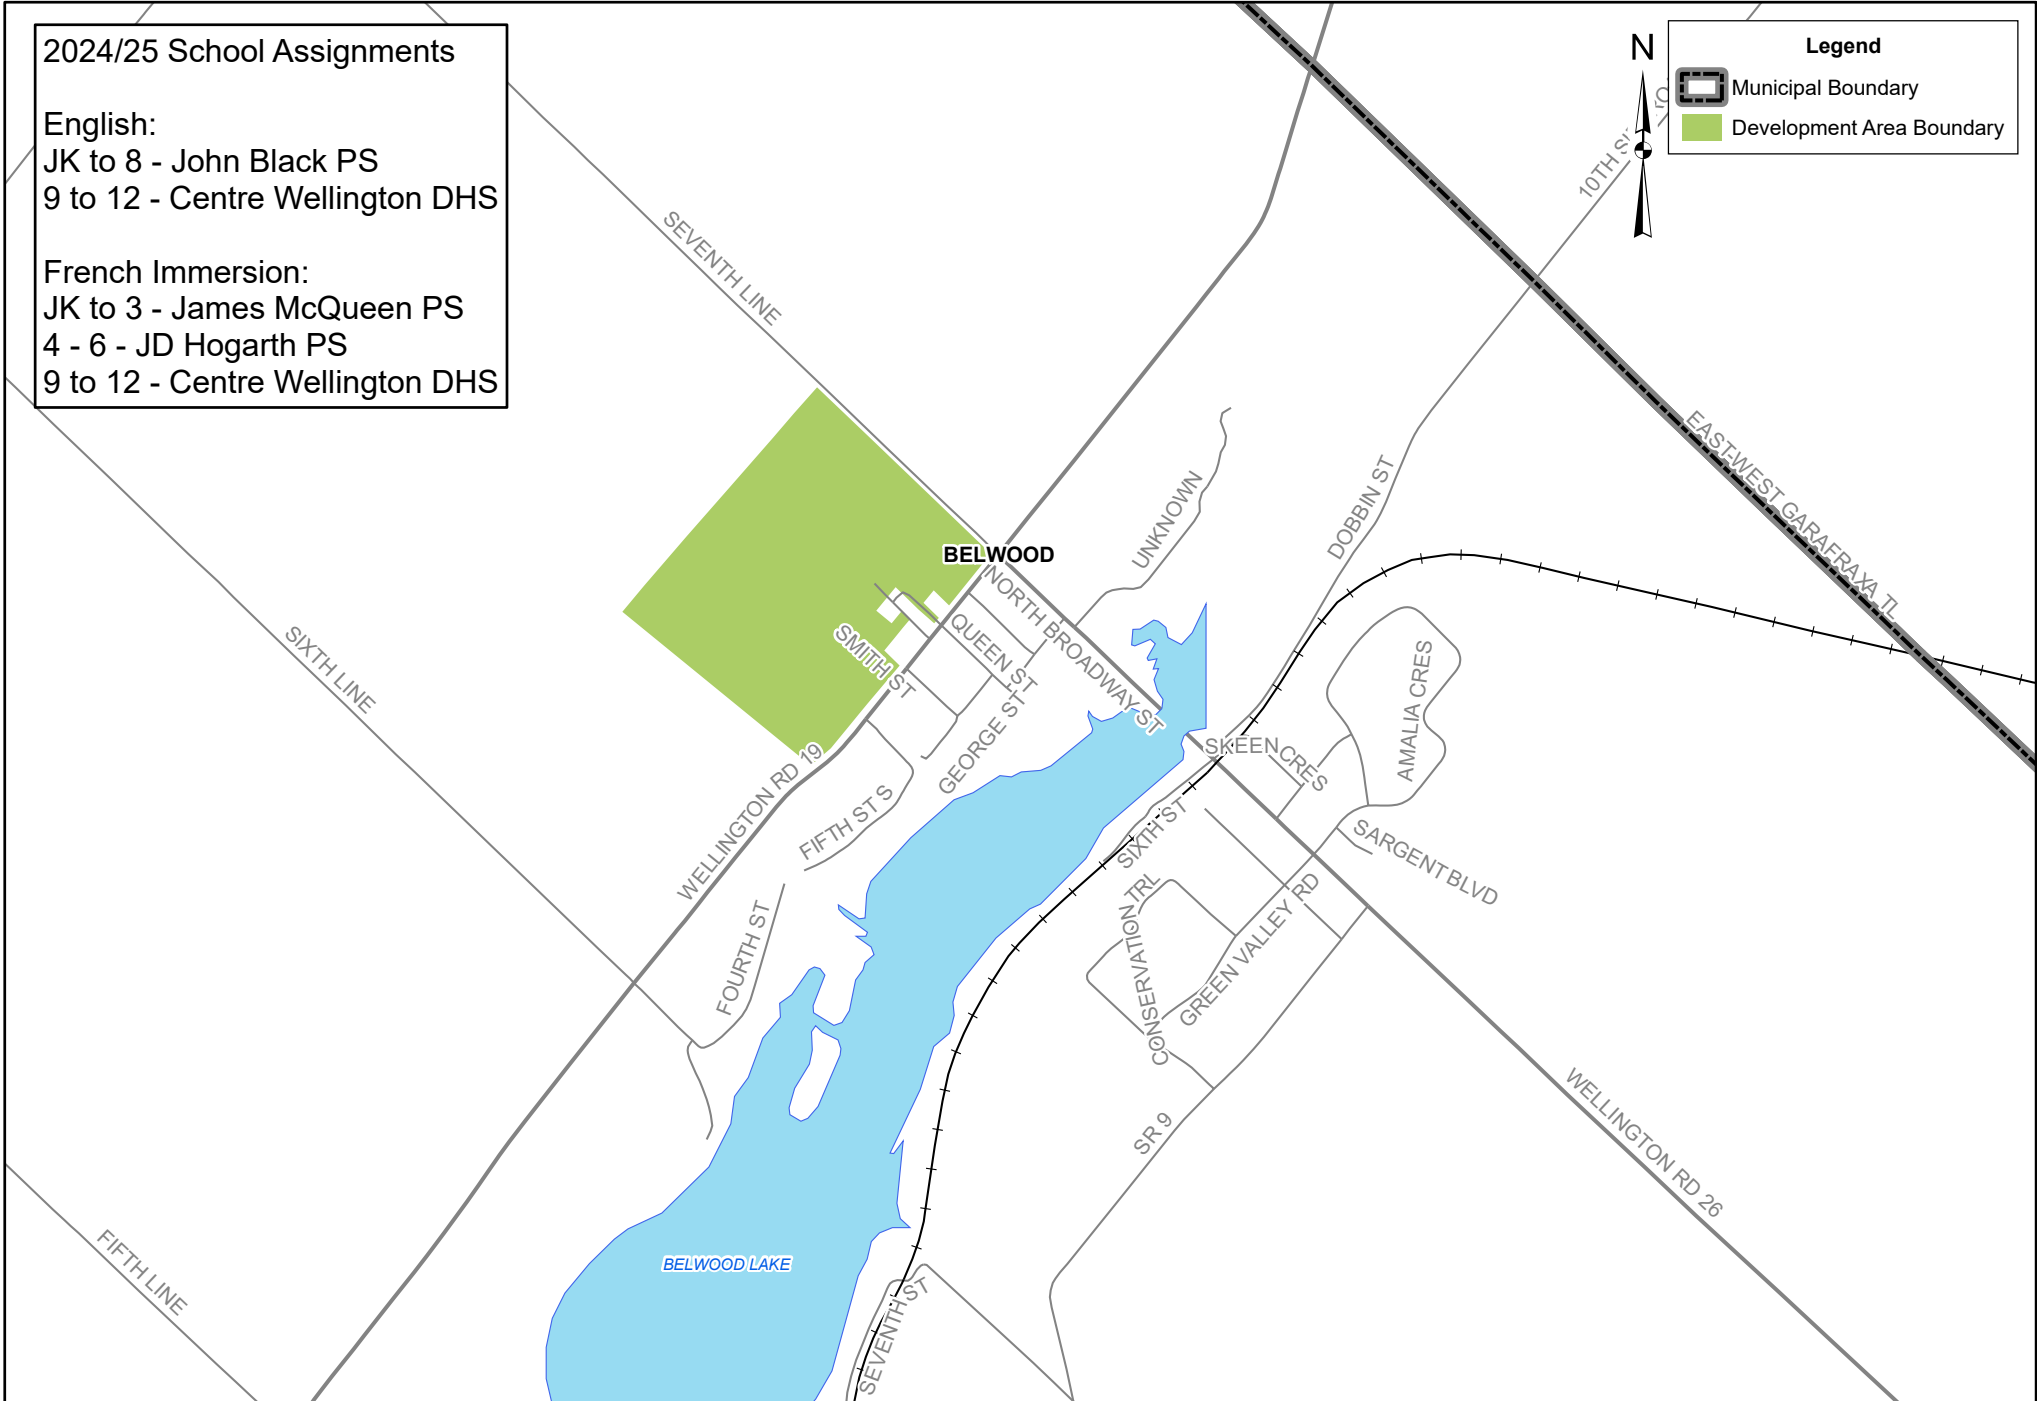 2024/25 School Assignments
English:
JK to 8 - John Black PS
9 to 12 - Centre Wellington DHS
French Immersion:
JK to 3 - James McQueen PS
4 - 6 - JD Hogarth PS
9 to 12 - Centre Wellington DHS
N
Legend
Municipal Boundary
Development Area Boundary
10TH
SEVENTH LINE
EAST-WEST GARAFRAXA TL
DOBBIN ST
UNKNOWN
BELWOOD
NORTH BROADWAY ST
QUEEN ST
SMITH ST
GEORGE ST
SIXTH LINE
AMALIA CRES
SKEEN CRES
WELLINGTON RD 19
FIFTH ST S
SIXTH ST
SARGENT BLVD
CONSERVATION TRL
GREEN VALLEY RD
FOURTH ST
SR 9
WELLINGTON RD 26
BELWOOD LAKE
FIFTH LINE
SEVENTH ST